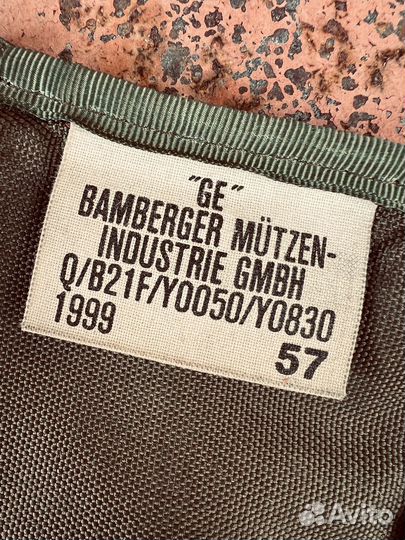 "GE"
BAMBERGER MÜTZEN-
INDUSTRIE GMBH
Q/B21F/Y0050/Y0830
1999
57
Avito